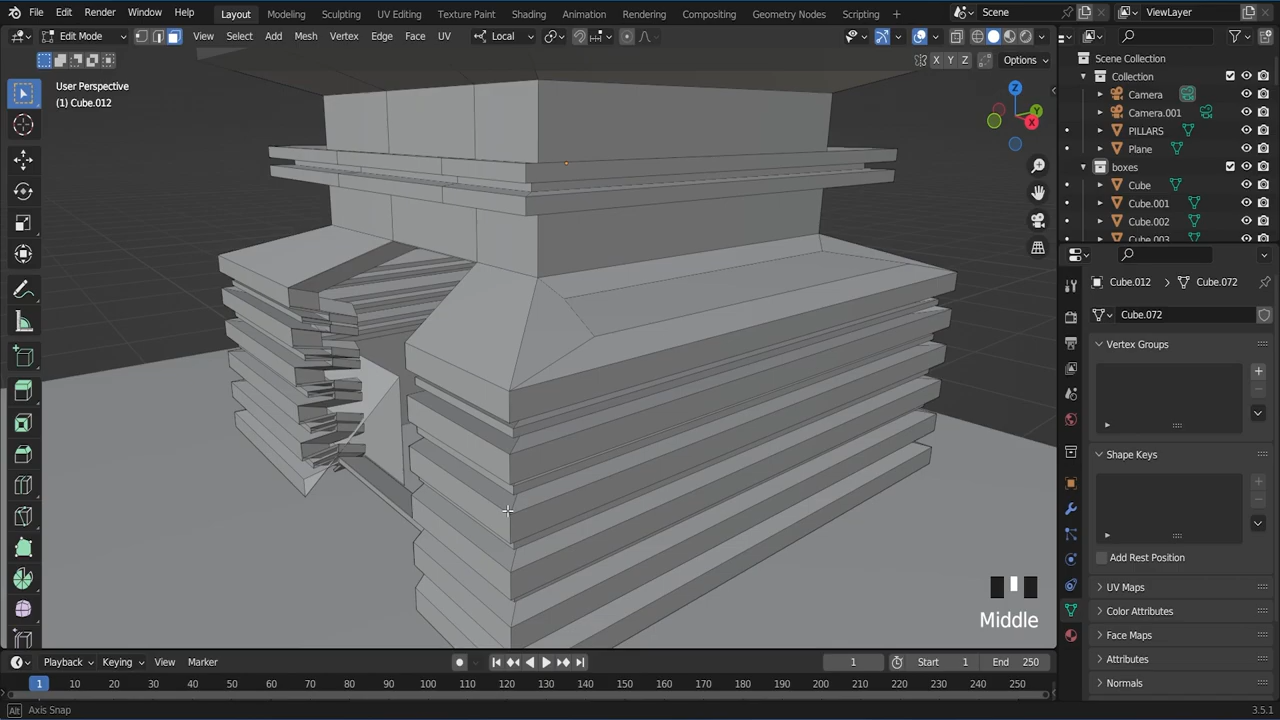 File Edit Render Window Help Layout Modeling Sculpting UV Editing Texture Paint Shading Animation Rendering Compositing Geometry Nodes Scripting + Scene ViewLayer
Edit Mode View Select Add Mesh Vertex Edge Face UV Local
X Y Z Options
User Perspective
(1) Cube.012
Z
Y
X
Scene Collection
Collection
Camera
Camera.001
PILLARS
Plane
boxes
Cube
Cube.001
Cube.002
Cube.003
Cube.012 > Cube.072
Cube.072
Vertex Groups
Shape Keys
Add Rest Position
UV Maps
Color Attributes
Face Maps
Attributes
Normals
Middle
Playback Keying View Marker 1 Start 1 End 250
1 10 20 30 40 50 60 70 80 90 100 110 120 130 140 150 160 170 180 190 200 210 220 230 240 250
Alt Axis Snap 3.5.1